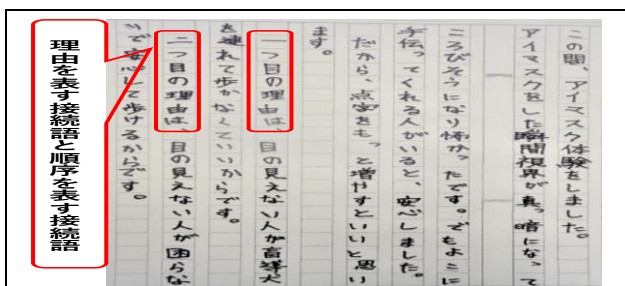 この間、アイマスク体験をしました。
アイマスクをした瞬間視界が真っ暗になって
ころびそうになり怖かったです。でもよこに
手伝ってくれる人がいると、安心しました。
だから、点字をもっと増やすといいと思い
ます。
一つ目の理由は、目の見えない人が盲導犬
を連れて歩かなくていいからです。
二つ目の理由は、目の見えない人が困らな
いで安心して歩けるからです。
理由を表す接続語と順序を表す接続語